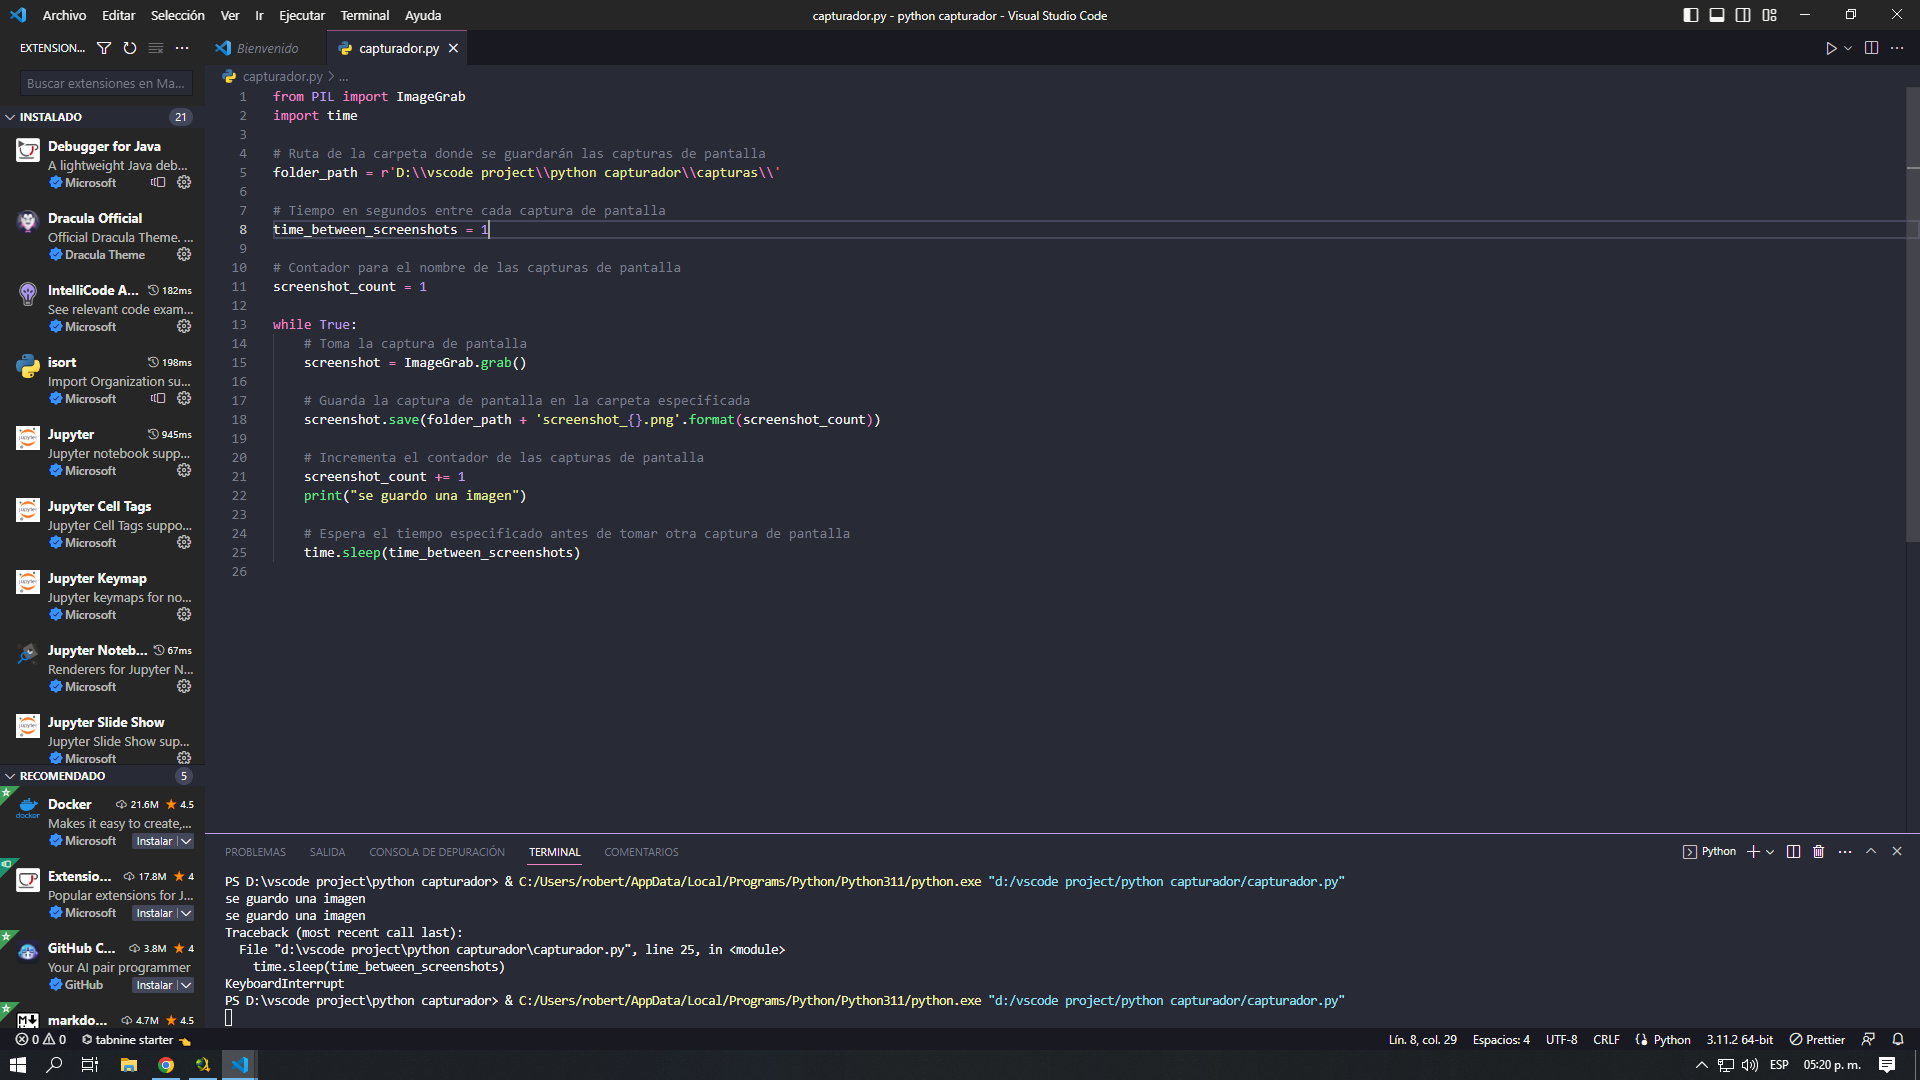 Archivo Editar Selección Ver Ir Ejecutar Terminal Ayuda
capturador.py - python capturador - Visual Studio Code
EXTENSION...
Bienvenido
capturador.py
Buscar extensiones en Ma...
INSTALADO 21
Debugger for Java
A lightweight Java deb...
Microsoft
Dracula Official
Official Dracula Theme. ...
Dracula Theme
IntelliCode A... 182ms
See relevant code exam...
Microsoft
isort 198ms
Import Organization su...
Microsoft
Jupyter 945ms
Jupyter notebook supp...
Microsoft
Jupyter Cell Tags
Jupyter Cell Tags suppo...
Microsoft
Jupyter Keymap
Jupyter keymaps for no...
Microsoft
Jupyter Noteb... 67ms
Renderers for Jupyter N...
Microsoft
Jupyter Slide Show
Jupyter Slide Show sup...
Microsoft
RECOMENDADO 5
Docker 21.6M 4.5
Makes it easy to create,...
Microsoft Instalar
Extensio... 17.8M 4
Popular extensions for J...
Microsoft Instalar
GitHub C... 3.8M 4
Your AI pair programmer
GitHub Instalar
markdo... 4.7M 4.5
capturador.py > ...
1 from PIL import ImageGrab
2 import time
3
4 # Ruta de la carpeta donde se guardarán las capturas de pantalla
5 folder_path = r'D:\\vscode project\\python capturador\\capturas\\'
6
7 # Tiempo en segundos entre cada captura de pantalla
8 time_between_screenshots = 1
9
10 # Contador para el nombre de las capturas de pantalla
11 screenshot_count = 1
12
13 while True:
14     # Toma la captura de pantalla
15     screenshot = ImageGrab.grab()
16
17     # Guarda la captura de pantalla en la carpeta especificada
18     screenshot.save(folder_path + 'screenshot_{}.png'.format(screenshot_count))
19
20     # Incrementa el contador de las capturas de pantalla
21     screenshot_count += 1
22     print("se guardo una imagen")
23
24     # Espera el tiempo especificado antes de tomar otra captura de pantalla
25     time.sleep(time_between_screenshots)
26
PROBLEMAS SALIDA CONSOLA DE DEPURACIÓN TERMINAL COMENTARIOS
Python
PS D:\vscode project\python capturador> & C:/Users/robert/AppData/Local/Programs/Python/Python311/python.exe "d:/vscode project/python capturador/capturador.py"
se guardo una imagen
se guardo una imagen
Traceback (most recent call last):
  File "d:\vscode project\python capturador\capturador.py", line 25, in <module>
    time.sleep(time_between_screenshots)
KeyboardInterrupt
PS D:\vscode project\python capturador> & C:/Users/robert/AppData/Local/Programs/Python/Python311/python.exe "d:/vscode project/python capturador/capturador.py"
0 0 tabnine starter
Lín. 8, col. 29 Espacios: 4 UTF-8 CRLF Python 3.11.2 64-bit Prettier
ESP 05:20 p. m.